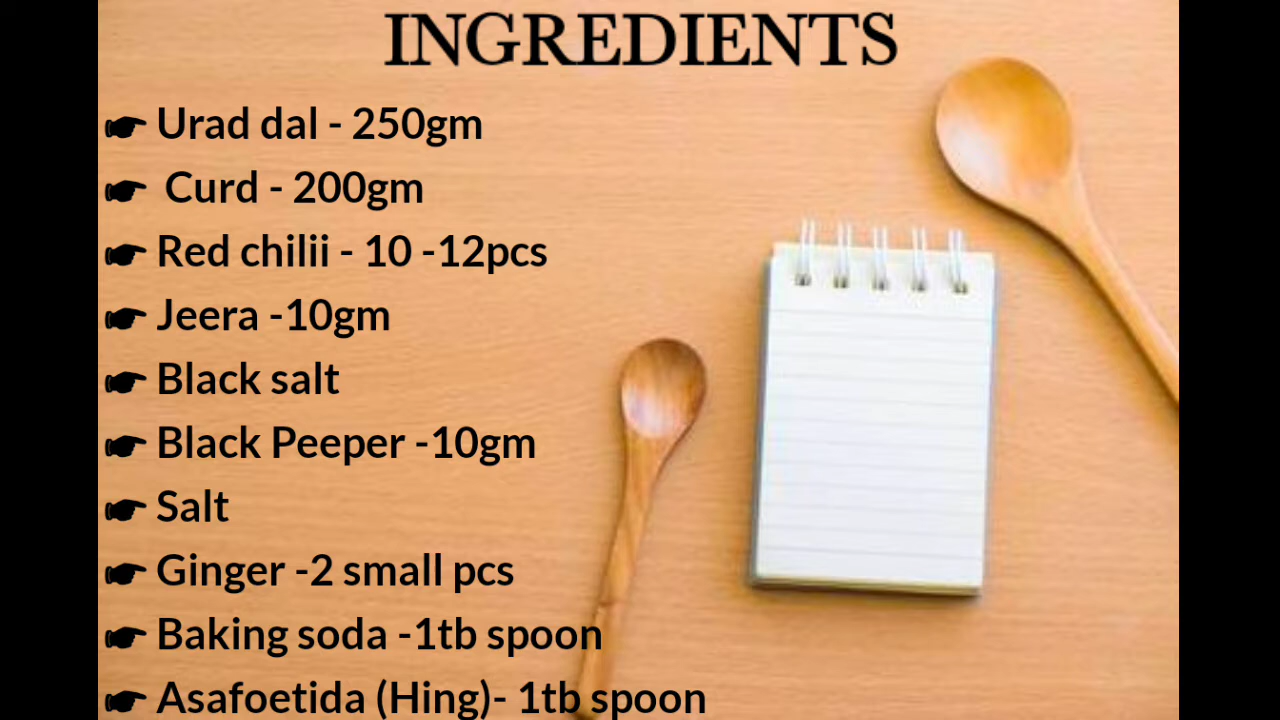 INGREDIENTS
☛ Urad dal - 250gm
☛ Curd - 200gm
☛ Red chilii - 10 -12pcs
☛ Jeera -10gm
☛ Black salt
☛ Black Peeper -10gm
☛ Salt
☛ Ginger -2 small pcs
☛ Baking soda -1tb spoon
☛ Asafoetida (Hing)- 1tb spoon